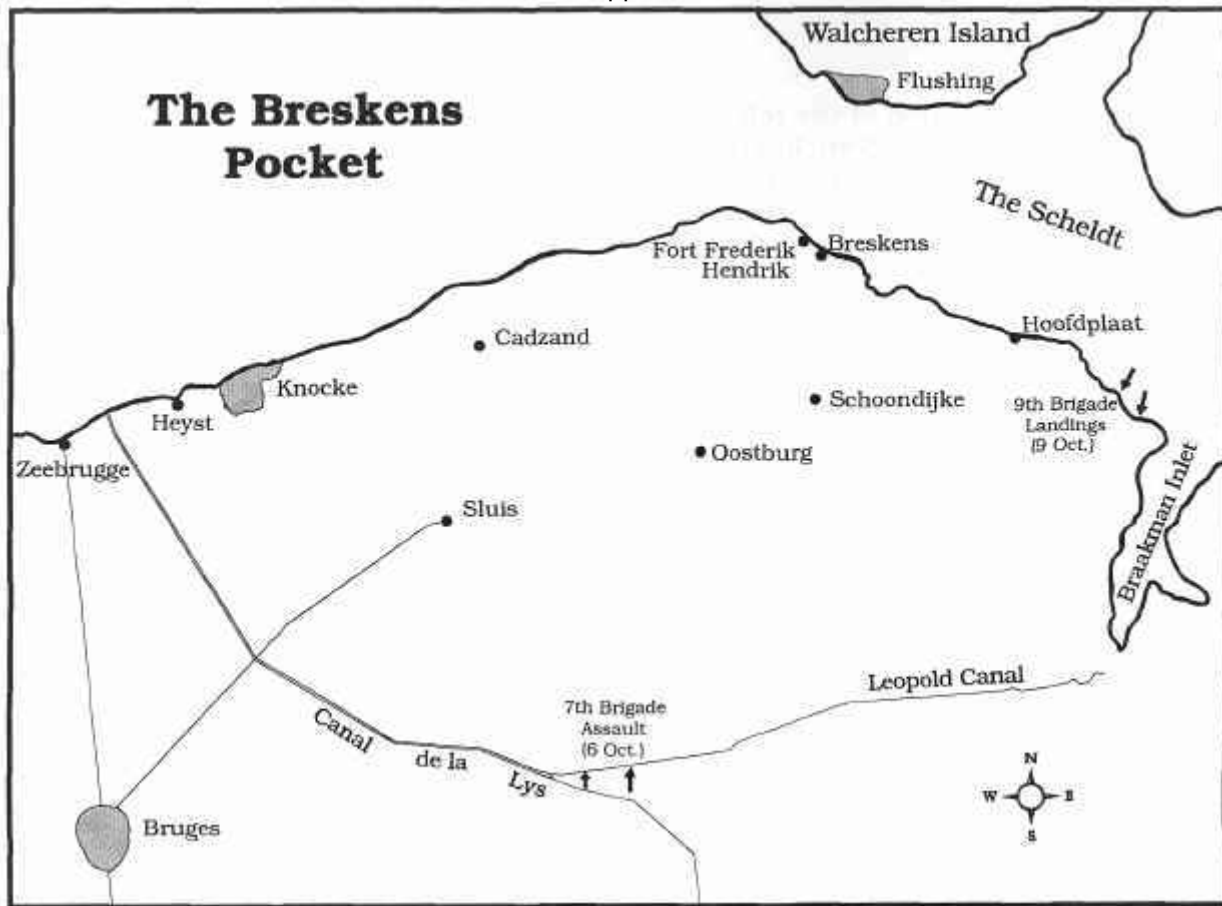 The Breskens
Pocket
Walcheren Island
Flushing
The Scheldt
Fort Frederik
Hendrik
Breskens
Hoofdplaat
Cadzand
Knocke
Heyst
Zeebrugge
Schoondijke
9th Brigade
Landings
(9 Oct.)
Oostburg
Sluis
Braakman Inlet
Leopold Canal
7th Brigade
Assault
(6 Oct.)
Canal de la Lys
Bruges
N
W E
S